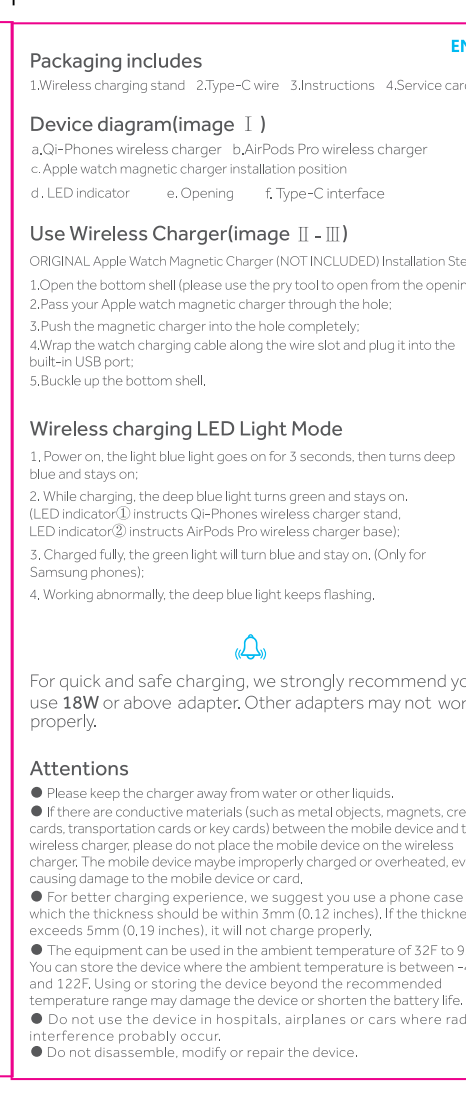 EN
Packaging includes
1.Wireless charging stand 2.Type-C wire 3.Instructions 4.Service card
Device diagram(image Ⅰ)
a.Qi-Phones wireless charger b.AirPods Pro wireless charger
c.Apple watch magnetic charger installation position
d. LED indicator e. Opening f. Type-C interface
Use Wireless Charger(image Ⅱ-Ⅲ)
ORIGINAL Apple Watch Magnetic Charger (NOT INCLUDED) Installation Ste
1.Open the bottom shell (please use the pry tool to open from the openin
2.Pass your Apple watch magnetic charger through the hole;
3.Push the magnetic charger into the hole completely;
4.Wrap the watch charging cable along the wire slot and plug it into the
built-in USB port;
5.Buckle up the bottom shell.
Wireless charging LED Light Mode
1. Power on, the light blue light goes on for 3 seconds, then turns deep
blue and stays on;
2. While charging, the deep blue light turns green and stays on.
(LED indicator① instructs Qi-Phones wireless charger stand,
LED indicator② instructs AirPods Pro wireless charger base);
3. Charged fully, the green light will turn blue and stay on. (Only for
Samsung phones);
4. Working abnormally, the deep blue light keeps flashing.
For quick and safe charging, we strongly recommend yo
use 18W or above adapter. Other adapters may not wor
properly.
Attentions
● Please keep the charger away from water or other liquids.
● If there are conductive materials (such as metal objects, magnets, cre
cards, transportation cards or key cards) between the mobile device and t
wireless charger, please do not place the mobile device on the wireless
charger. The mobile device maybe improperly charged or overheated, ev
causing damage to the mobile device or card.
● For better charging experience, we suggest you use a phone case
which the thickness should be within 3mm (0.12 inches). If the thickne
exceeds 5mm (0.19 inches), it will not charge properly.
● The equipment can be used in the ambient temperature of 32F to 9
You can store the device where the ambient temperature is between -4
and 122F. Using or storing the device beyond the recommended
temperature range may damage the device or shorten the battery life.
● Do not use the device in hospitals, airplanes or cars where rad
interference probably occur.
● Do not disassemble, modify or repair the device.